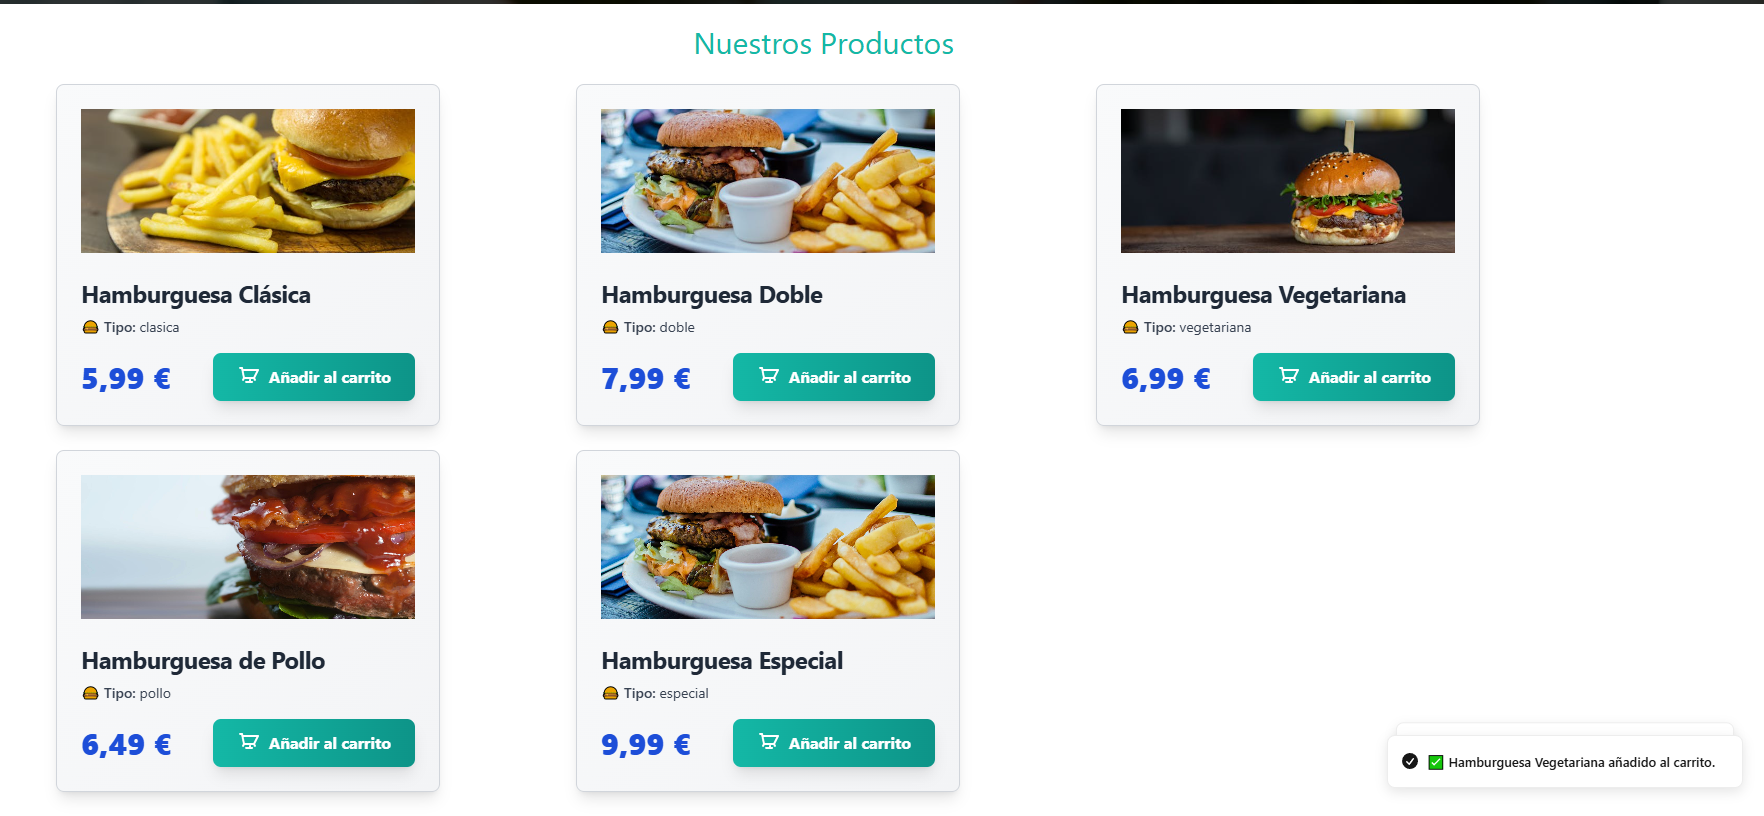 Nuestros Productos
Hamburguesa Clásica
Tipo: clasica
5,99 €
Añadir al carrito
Hamburguesa Doble
Tipo: doble
7,99 €
Añadir al carrito
Hamburguesa Vegetariana
Tipo: vegetariana
6,99 €
Añadir al carrito
Hamburguesa de Pollo
Tipo: pollo
6,49 €
Añadir al carrito
Hamburguesa Especial
Tipo: especial
9,99 €
Añadir al carrito
Hamburguesa Vegetariana añadido al carrito.